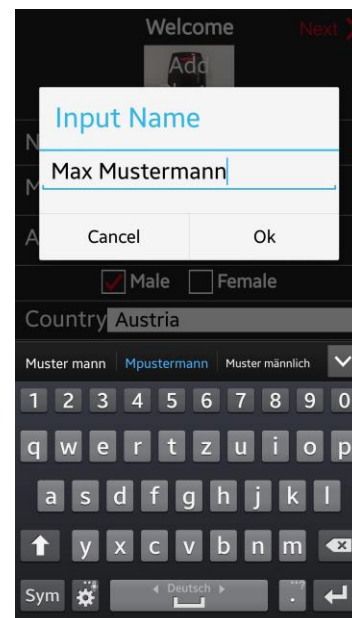 Welcome
Next
Add
Input Name
N
Max Mustermann
M
A
Cancel Ok
Male Female
Country Austria
Muster mann Mpustermann Muster männlich
1 2 3 4 5 6 7 8 9 0
q w e r t z u i o p
a s d f g h j k l
y x c v b n m
Sym Deutsch . ...?